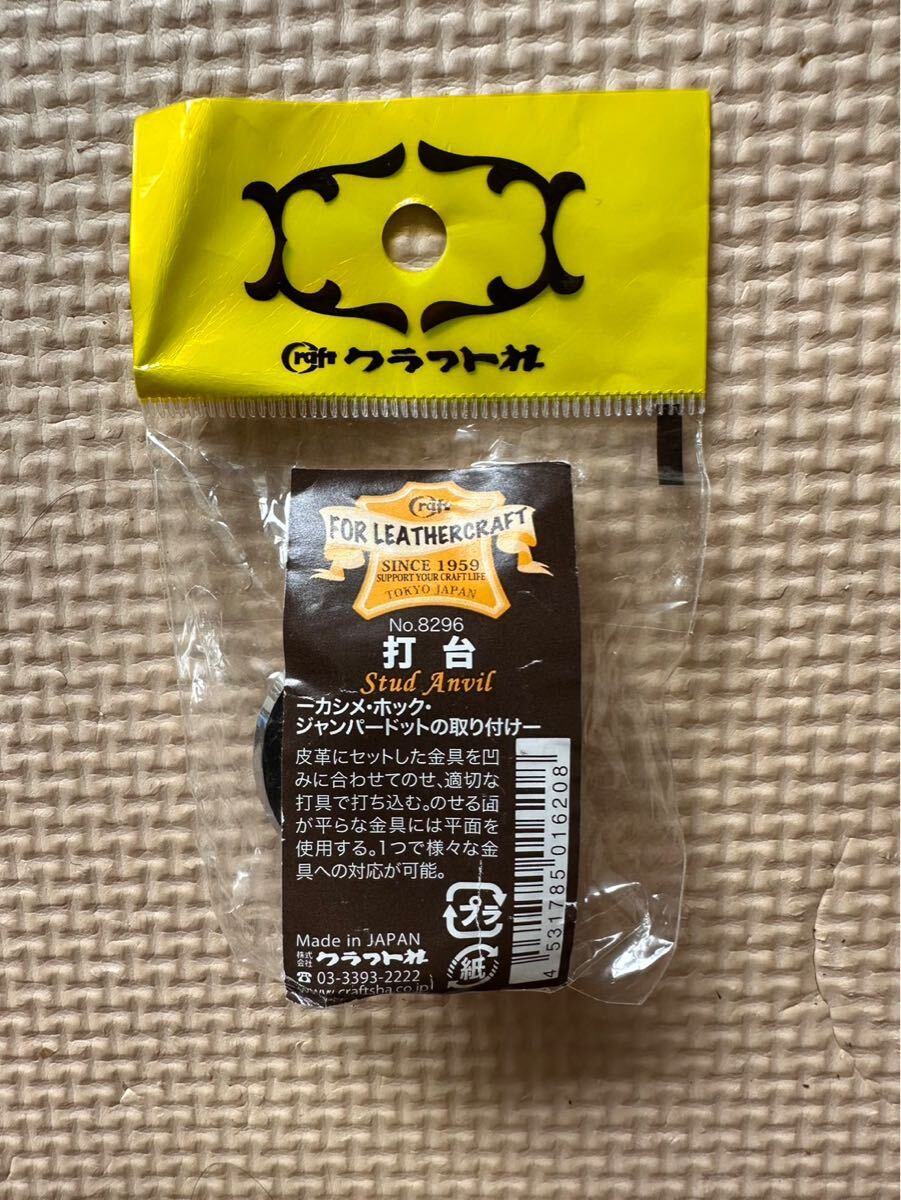 Craft クラフト社
Craft
FOR LEATHERCRAFT
SINCE 1959
SUPPORT YOUR CRAFT LIFE
TOKYO JAPAN
No.8296
打台
Stud Anvil
ーカシメ・ホック・
ジャンパードットの取り付けー
皮革にセットした金具を凹
みに合わせてのせ、適切な
打具で打ち込む。のせる面
が平らな金具には平面を
使用する。1つで様々な金
具への対応が可能。
プラ
紙
Made in JAPAN
株式会社 クラフト社
☎ 03-3393-2222
www.craftsha.co.jp
4 531785 016208